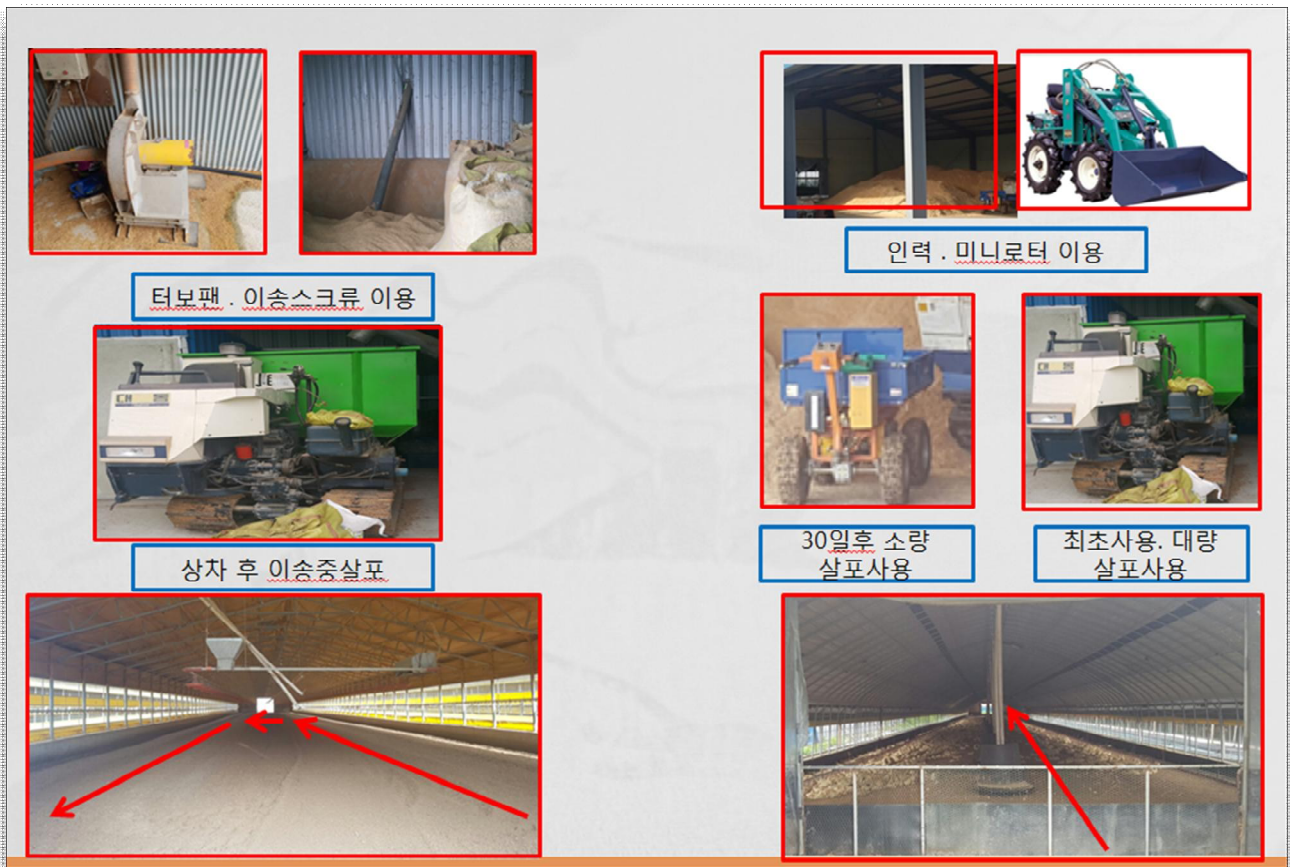 터보팬 . 이송스크류 이용
상차 후 이송중살포
인력 . 미니로터 이용
30일후 소량
살포사용
최초사용. 대량
살포사용